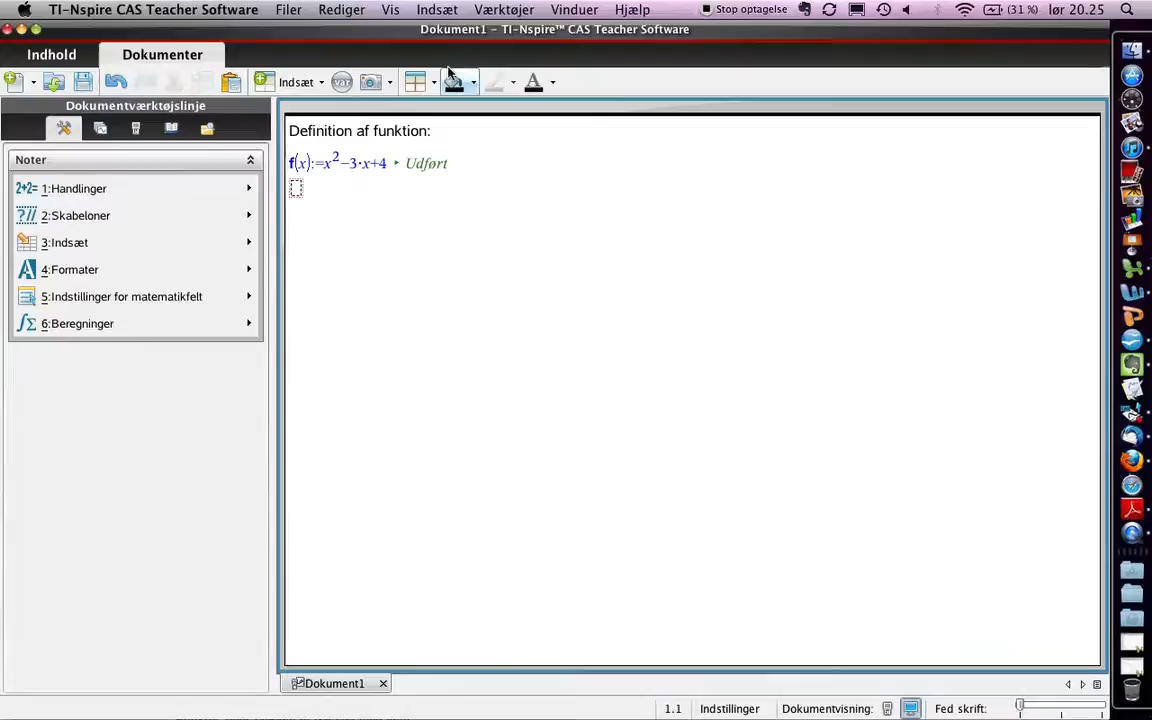 TI-Nspire CAS Teacher Software Filer Rediger Vis Indsæt Værktøjer Vinduer Hjælp Stop optagelse (31 %) lør 20.25
Dokument1 – TI-Nspire™ CAS Teacher Software
Indhold Dokumenter
Indsæt var A
Dokumentværktøjslinje
Noter
1:Handlinger
2:Skabeloner
3:Indsæt
4:Formater
5:Indstillinger for matematikfelt
6:Beregninger
Definition af funktion:
f(x):=x²−3·x+4 ▸ Udført
Dokument1
1.1 Indstillinger Dokumentvisning: Fed skrift: